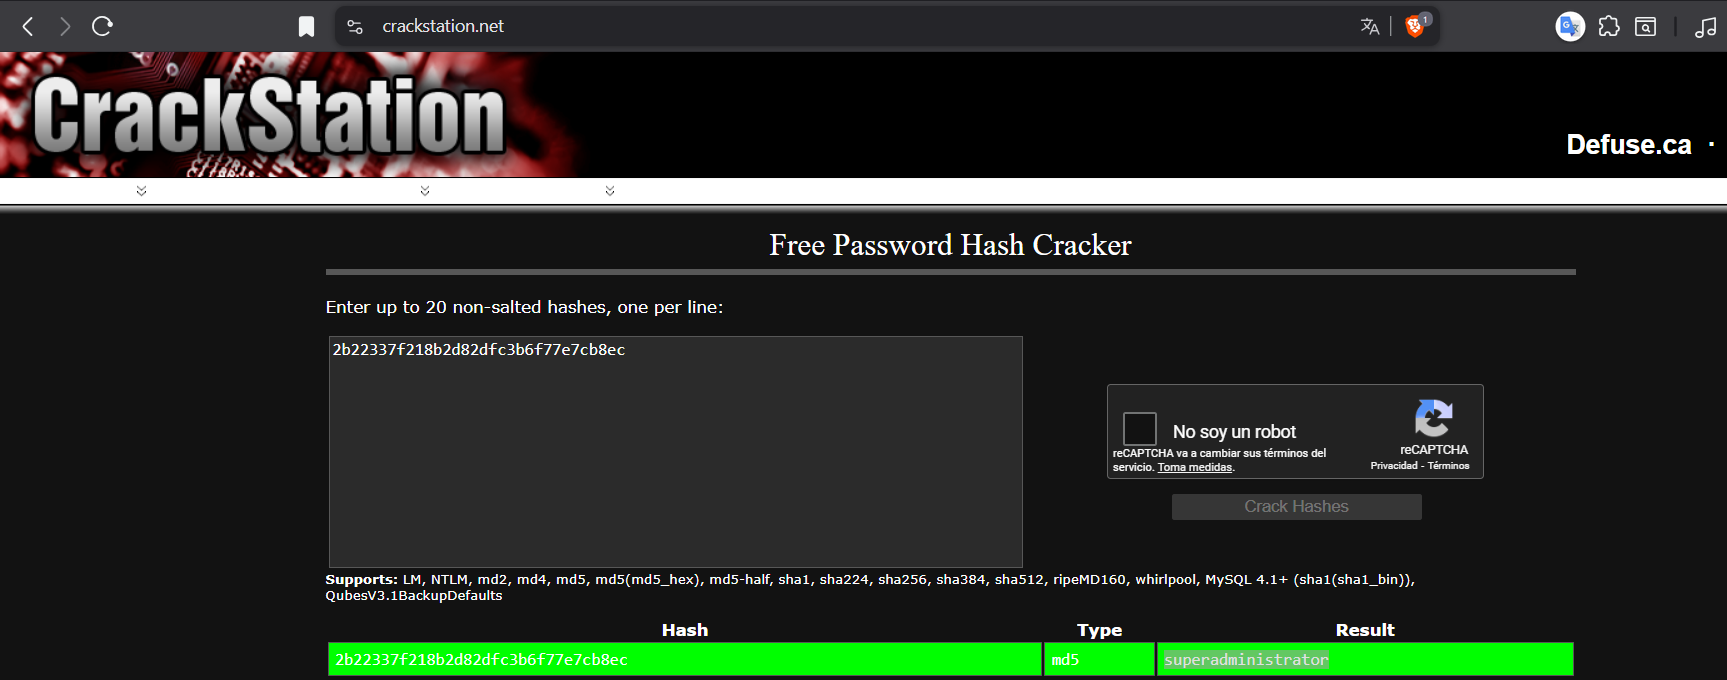 crackstation.net
1
CrackStation
Defuse.ca ·
Free Password Hash Cracker
Enter up to 20 non-salted hashes, one per line:
2b22337f218b2d82dfc3b6f77e7cb8ec
No soy un robot
reCAPTCHA va a cambiar sus términos del
servicio. Toma medidas.
reCAPTCHA
Privacidad - Términos
Crack Hashes
Supports: LM, NTLM, md2, md4, md5, md5(md5_hex), md5-half, sha1, sha224, sha256, sha384, sha512, ripeMD160, whirlpool, MySQL 4.1+ (sha1(sha1_bin)),
QubesV3.1BackupDefaults
Hash Type Result
2b22337f218b2d82dfc3b6f77e7cb8ec md5 superadministrator